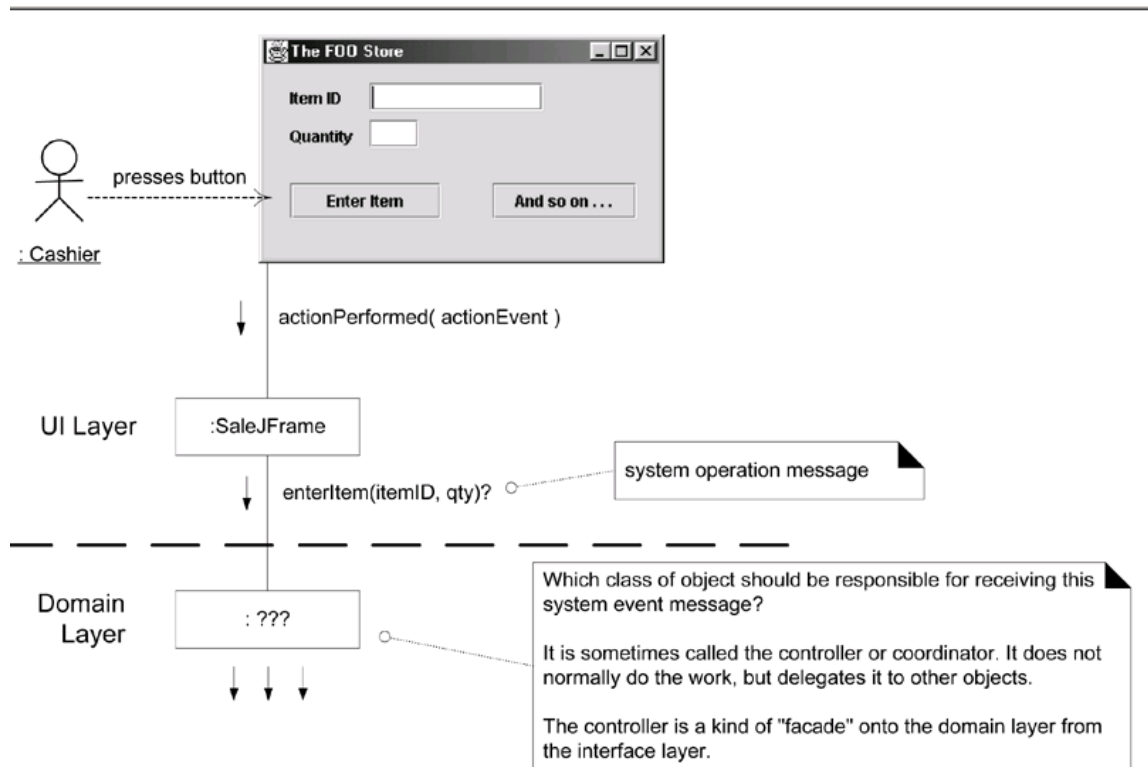 The FOO Store
Item ID
Quantity
presses button
Enter Item
And so on . . .
: Cashier
actionPerformed( actionEvent )
UI Layer
:SaleJFrame
system operation message
enterItem(itemID, qty)?
Domain
Layer
: ???
Which class of object should be responsible for receiving this
system event message?
It is sometimes called the controller or coordinator. It does not
normally do the work, but delegates it to other objects.
The controller is a kind of "facade" onto the domain layer from
the interface layer.